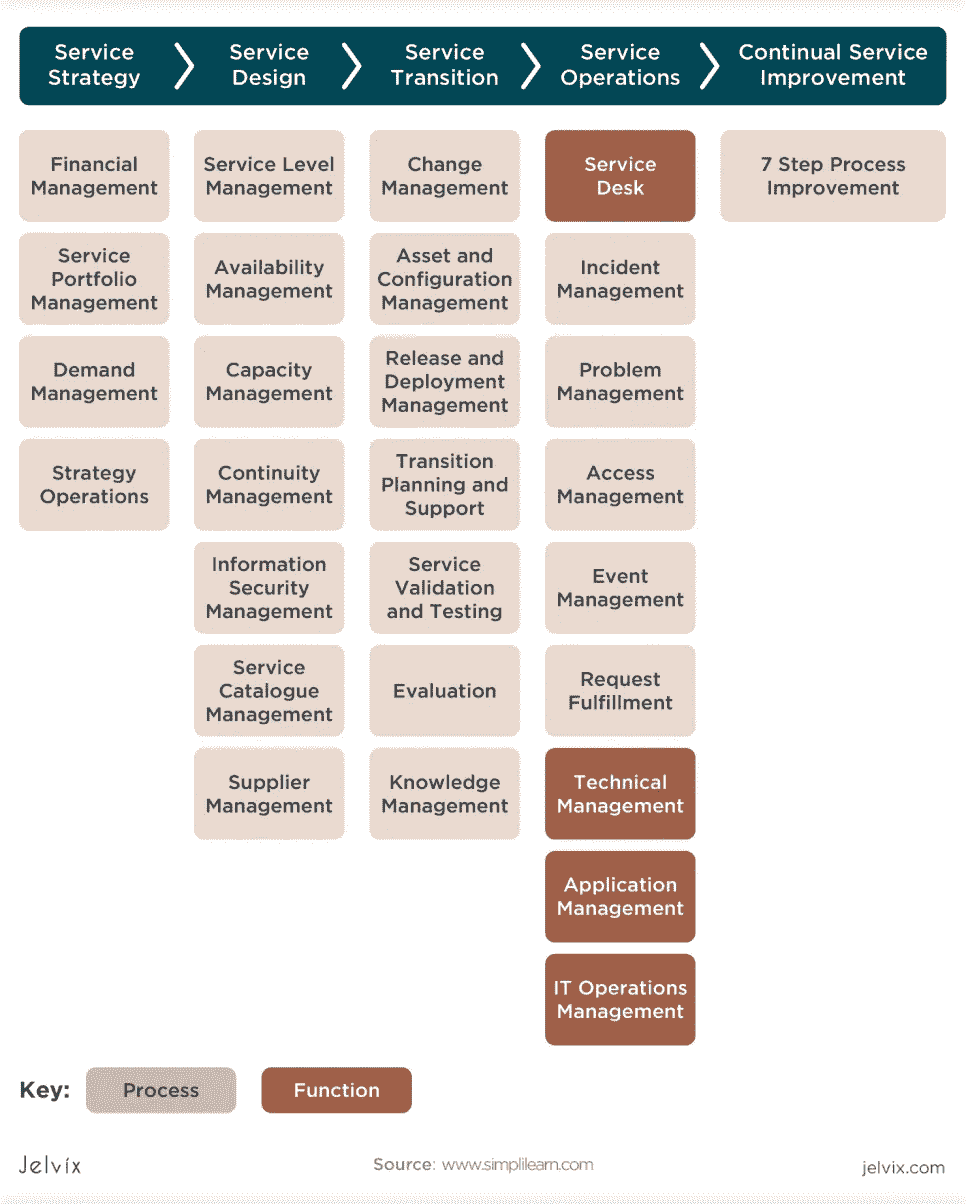 Service
Strategy
Service
Design
Service
Transition
Service
Operations
Continual Service
Improvement
Financial
Management
Service Level
Management
Change
Management
Service
Desk
7 Step Process
Improvement
Service
Portfolio
Management
Availability
Management
Asset and
Configuration
Management
Incident
Management
Demand
Management
Capacity
Management
Release and
Deployment
Management
Problem
Management
Strategy
Operations
Continuity
Management
Transition
Planning and
Support
Access
Management
Information
Security
Management
Service
Validation
and Testing
Event
Management
Service
Catalogue
Management
Evaluation
Request
Fulfillment
Supplier
Management
Knowledge
Management
Technical
Management
Application
Management
IT Operations
Management
Key:
Process
Function
Jelvix
Source: www.simplilearn.com
jelvix.com